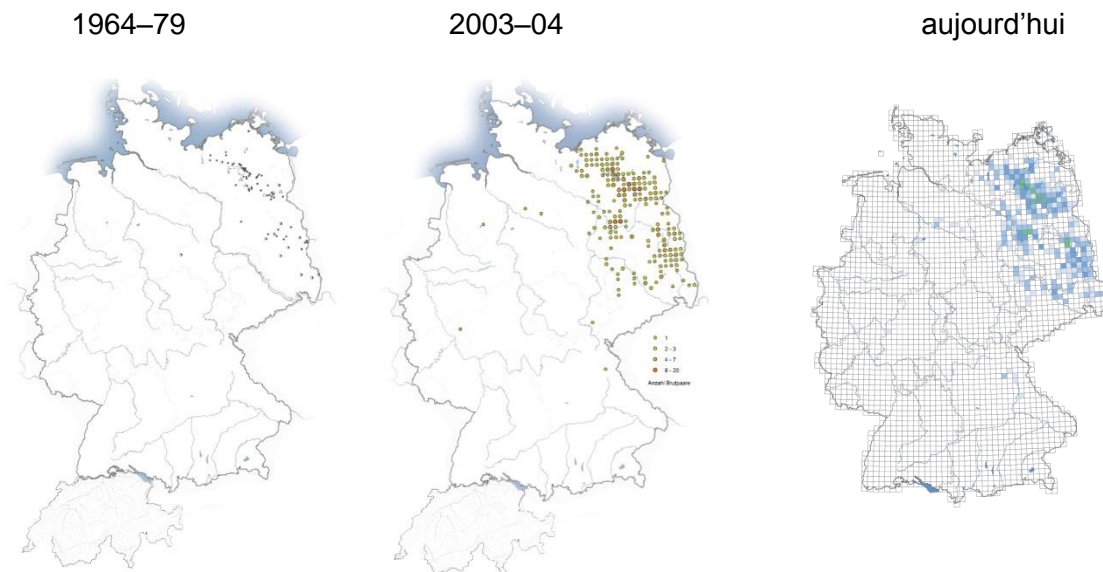 1964–79
2003–04
aujourd’hui
1
2 - 3
4 - 7
8 - 20
Anzahl Brutpaare